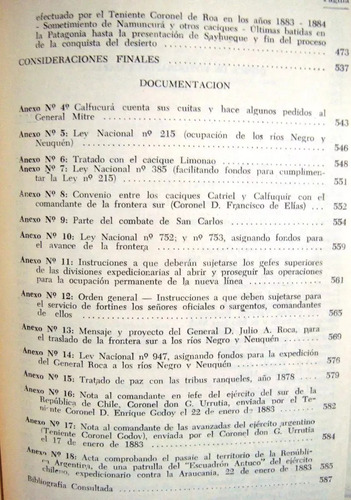 Página
efectuado por el Teniente Coronel de Roa en los años 1883 - 1884
- Sometimiento de Namuncurá y otros caciques - Ultimas batidas en
la Patagonia hasta la presentación de Sayhueque y fin del proceso
de la conquista del desierto 473
CONSIDERACIONES FINALES 537
DOCUMENTACION
Anexo Nº 4º Calfucurá cuenta sus cuitas y hace algunos pedidos al
General Mitre 543
Anexo Nº 5: Ley Nacional nº 215 (ocupación de los ríos Negro y
Neuquén) 546
Anexo Nº 6: Tratado con el cacique Limonao 548
Anexo Nº 7: Ley Nacional nº 385 (facilitando fondos para cumplimen-
tar la Ley nº 215) 551
Anexo Nº 8: Convenio entre los caciques Catriel y Calfuquir con el
comandante de la frontera sur (Coronel D. Francisco de Elías) ... 552
Anexo Nº 9: Parte del combate de San Carlos 554
Anexo Nº 10: Ley Nacional nº 752; y nº 753, asignando fondos para
el avance de la frontera 559
Anexo Nº 11: Instruciones a que deberán sujetarse los gefes superiores
de las divisiones expedicionarias al abrir y proseguir las operaciones
para la ocupación permanente de la nueva línea 561
Anexo Nº 12: Orden general — Instrucciones a que deben sujetarse para
el servicio de fortines los señores oficiales o sargentos, comandantes
de ellos 565
Anexo Nº 13: Mensaje y proyecto del General D. Julio A. Roca, para
el traslado de la frontera sur a los ríos Negro y Neuquén 569
Anexo Nº 14: Ley Nº 947, asignando fondos para la expedición
del General Roca a los ríos Negro y Neuquén 576
Anexo Nº 15: Tratado de paz con las tribus ranqueles, año 1878 579
Anexo Nº 16: Nota al comandante en jefe del ejército del sur de la
República de Chile, Coronel don G. Urrutia, enviada por el Te-
niente Coronel D. Enrique Godoy el 22 de enero de 1883 582
Anexo Nº 17: Nota al comandante de las avanzadas del ejército argentino
(Teniente Coronel Godoy), enviada por el Coronel don G. Urrutia
el 17 de enero de 1883 584
Anexo Nº 18: Acta comprobando el pasaje al territorio de la Repúbli-
ca Argentino, de una patrulla del "Escuadrón Antuco" del ejército
chileno, expedicionario contra la Araucanía, 22 de enero de 1883 585
Bibliografía Consultada 587